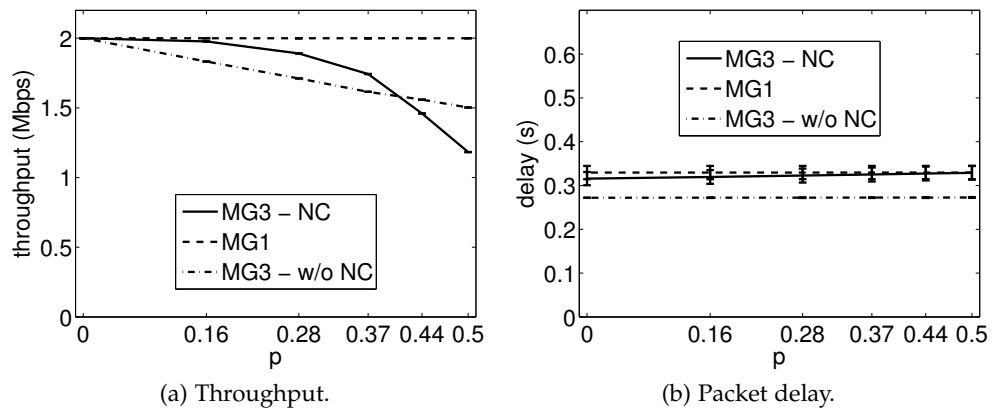 throughput (Mbps)
2
1.5
1
0.5
0
MG3 – NC
MG1
MG3 – w/o NC
0 0.16 0.28 0.37 0.44 0.5
p
(a) Throughput.
delay (s)
0.6
0.5
0.4
0.3
0.2
0.1
0
MG3 – NC
MG1
MG3 – w/o NC
0 0.16 0.28 0.37 0.44 0.5
p
(b) Packet delay.